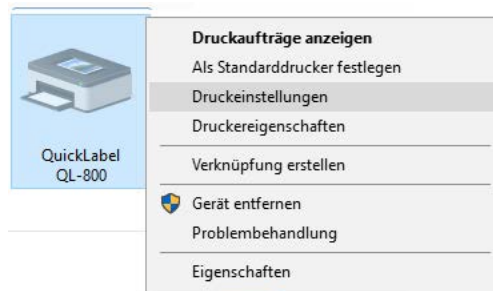 Druckaufträge anzeigen
Als Standarddrucker festlegen
Druckeinstellungen
Druckereigenschaften
Verknüpfung erstellen
Gerät entfernen
Problembehandlung
Eigenschaften
QuickLabel
QL-800